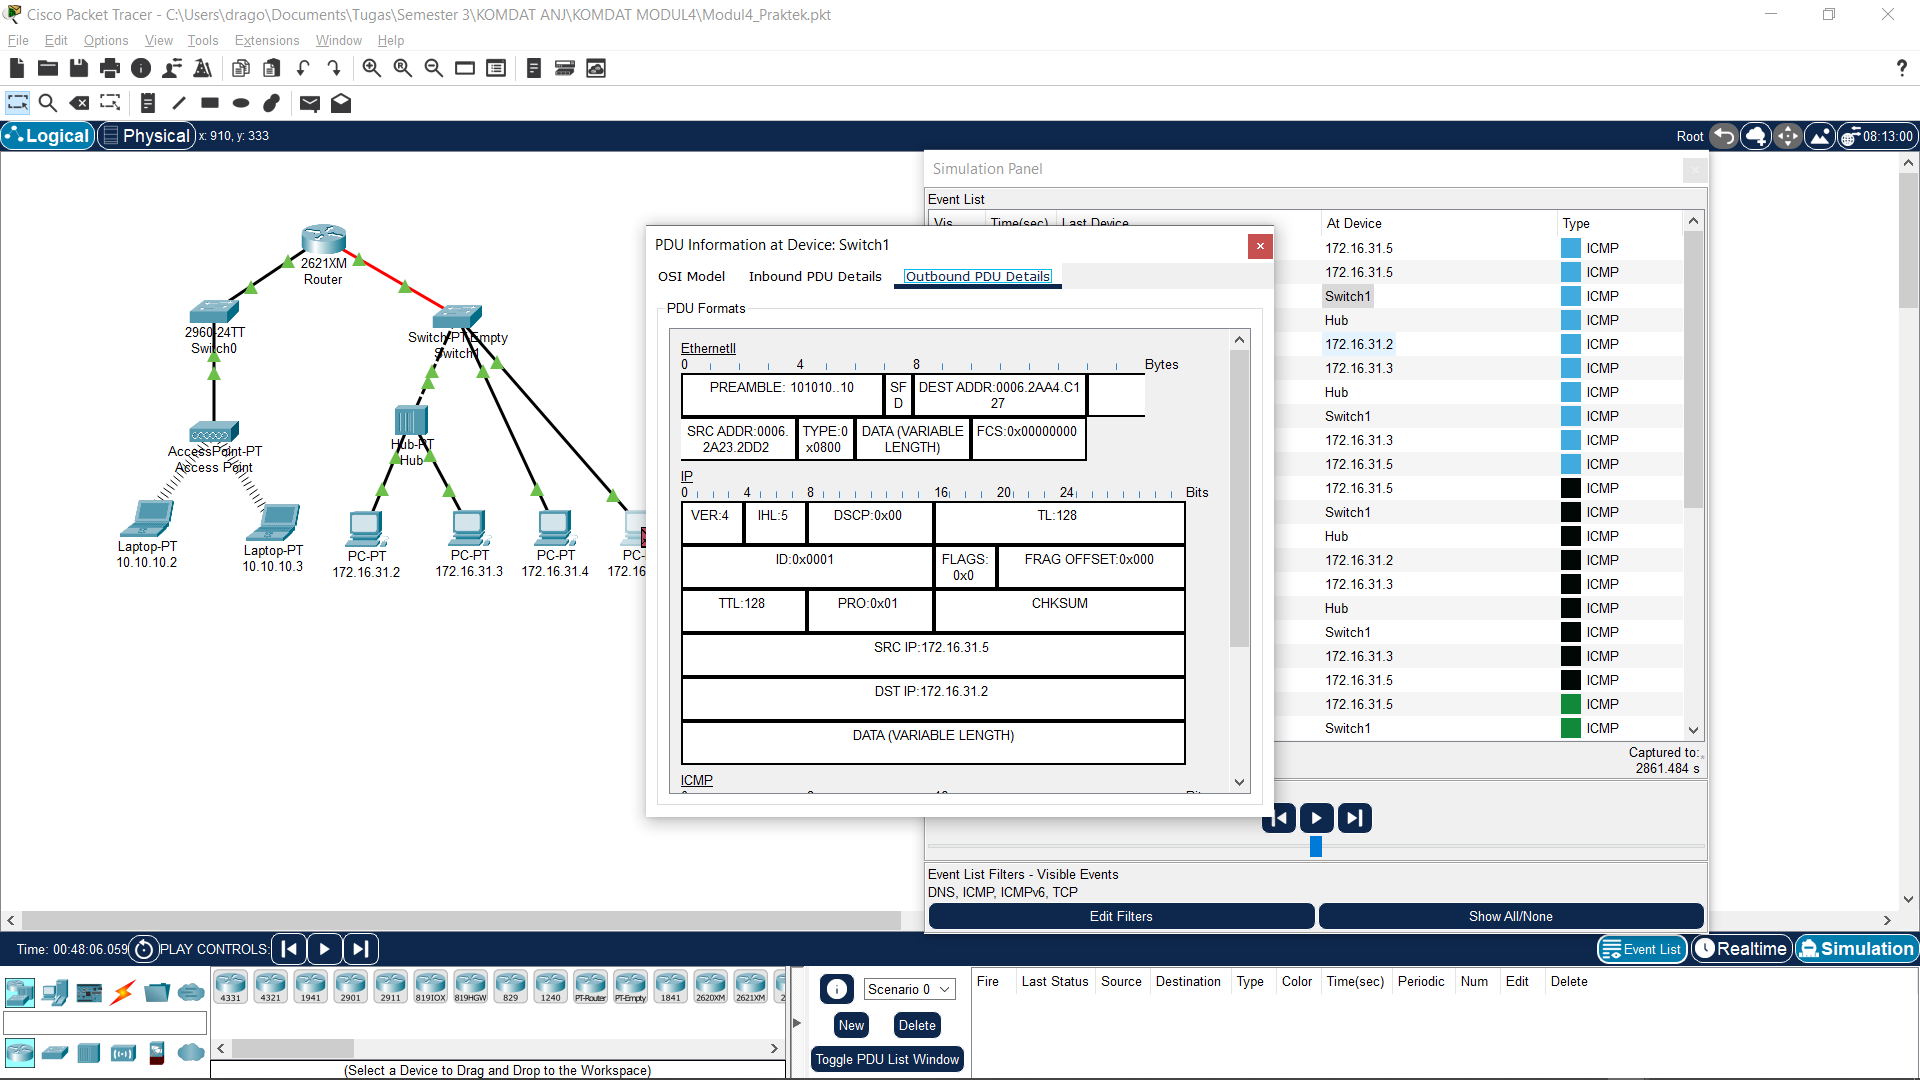 Cisco Packet Tracer - C:\Users\drago\Documents\Tugas\Semester 3\KOMDAT ANJ\KOMDAT MODUL4\Modul4_Praktek.pkt
File Edit Options View Tools Extensions Window Help
?
Logical Physical x: 910, y: 333 Root 08:13:00
2621XM
Router
2960-24TT
Switch0
Switch-PT-Empty
Switch1
AccessPoint-PT
Access Point
Hub-PT
Hub
Laptop-PT
10.10.10.2
Laptop-PT
10.10.10.3
PC-PT
172.16.31.2
PC-PT
172.16.31.3
PC-PT
172.16.31.4
PC-
172.16
Simulation Panel
Event List
Vis. Time(sec) Last Device At Device Type
172.16.31.5 ICMP
172.16.31.5 ICMP
Switch1 ICMP
Hub ICMP
172.16.31.2 ICMP
172.16.31.3 ICMP
Hub ICMP
Switch1 ICMP
172.16.31.3 ICMP
172.16.31.5 ICMP
172.16.31.5 ICMP
Switch1 ICMP
Hub ICMP
172.16.31.2 ICMP
172.16.31.3 ICMP
Hub ICMP
Switch1 ICMP
172.16.31.3 ICMP
172.16.31.5 ICMP
172.16.31.5 ICMP
Switch1 ICMP
Captured to:
2861.484 s
PDU Information at Device: Switch1
OSI Model Inbound PDU Details Outbound PDU Details
PDU Formats
EthernetII
0 4 8 Bytes
PREAMBLE: 101010..10
SF
D
DEST ADDR:0006.2AA4.C1
27
SRC ADDR:0006.
2A23.2DD2
TYPE:0
x0800
DATA (VARIABLE
LENGTH)
FCS:0x00000000
IP
0 4 8 16 20 24 Bits
VER:4 IHL:5 DSCP:0x00 TL:128
ID:0x0001
FLAGS:
0x0
FRAG OFFSET:0x000
TTL:128 PRO:0x01 CHKSUM
SRC IP:172.16.31.5
DST IP:172.16.31.2
DATA (VARIABLE LENGTH)
ICMP
Event List Filters - Visible Events
DNS, ICMP, ICMPv6, TCP
Edit Filters Show All/None
Time: 00:48:06.059 PLAY CONTROLS: Event List Realtime Simulation
4331 4321 1941 2901 2911 819IOX 819HGW 829 1240 PT-Router PT-Empty 1841 2620XM 2621XM 2
(Select a Device to Drag and Drop to the Workspace)
Scenario 0
New Delete
Toggle PDU List Window
Fire Last Status Source Destination Type Color Time(sec) Periodic Num Edit Delete